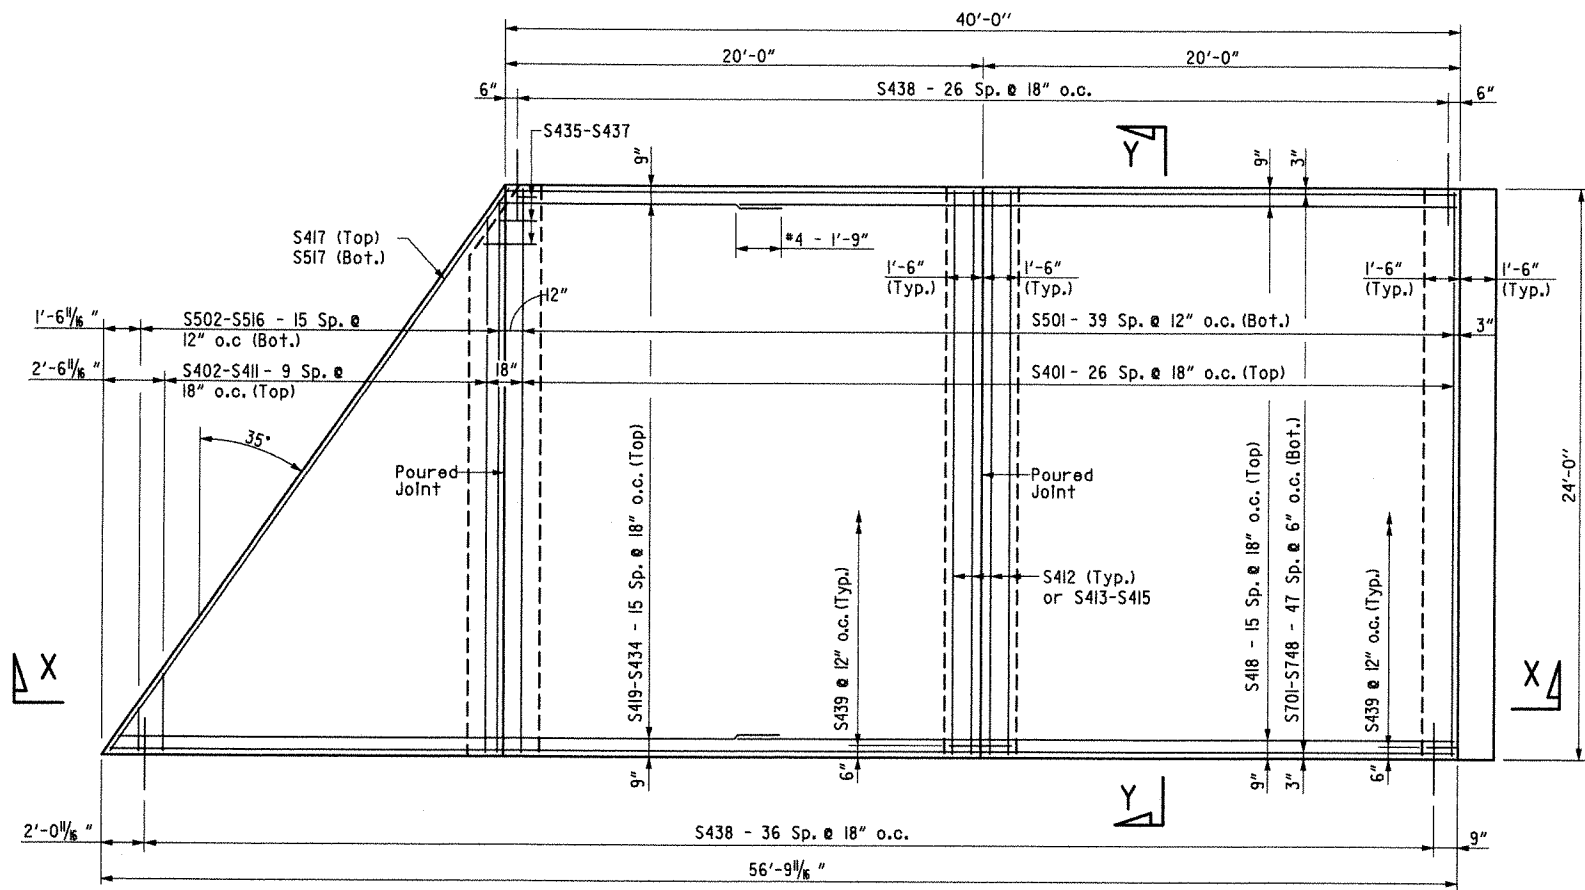 40'-0"
20'-0"
20'-0"
6"
S438 - 26 Sp. @ 18" o.c.
6"
S435-S437
9"
Y
9"
3"
S417 (Top)
S517 (Bot.)
#4 - 1'-9"
1'-6"
(Typ.)
1'-6"
(Typ.)
1'-6"
(Typ.)
1'-6"
(Typ.)
12"
1'-6 11/16 "
S502-S516 - 15 Sp. @
12" o.c (Bot.)
S501 - 39 Sp. @ 12" o.c. (Bot.)
3"
2'-6 11/16 "
S402-S411 - 9 Sp. @
18" o.c. (Top)
18"
S401 - 26 Sp. @ 18" o.c. (Top)
35°
Poured
Joint
Poured
Joint
24'-0"
S419-S434 - 15 Sp. @ 18" o.c. (Top)
S439 @ 12" o.c. (Typ.)
S412 (Typ.)
or S413-S415
S418 - 15 Sp. @ 18" o.c. (Top)
S701-S748 - 47 Sp. @ 6" o.c. (Bot.)
S439 @ 12" o.c. (Typ.)
X
X
9"
6"
Y
9"
3"
6"
2'-0 11/16 "
S438 - 36 Sp. @ 18" o.c.
9"
56'-9 11/16 "